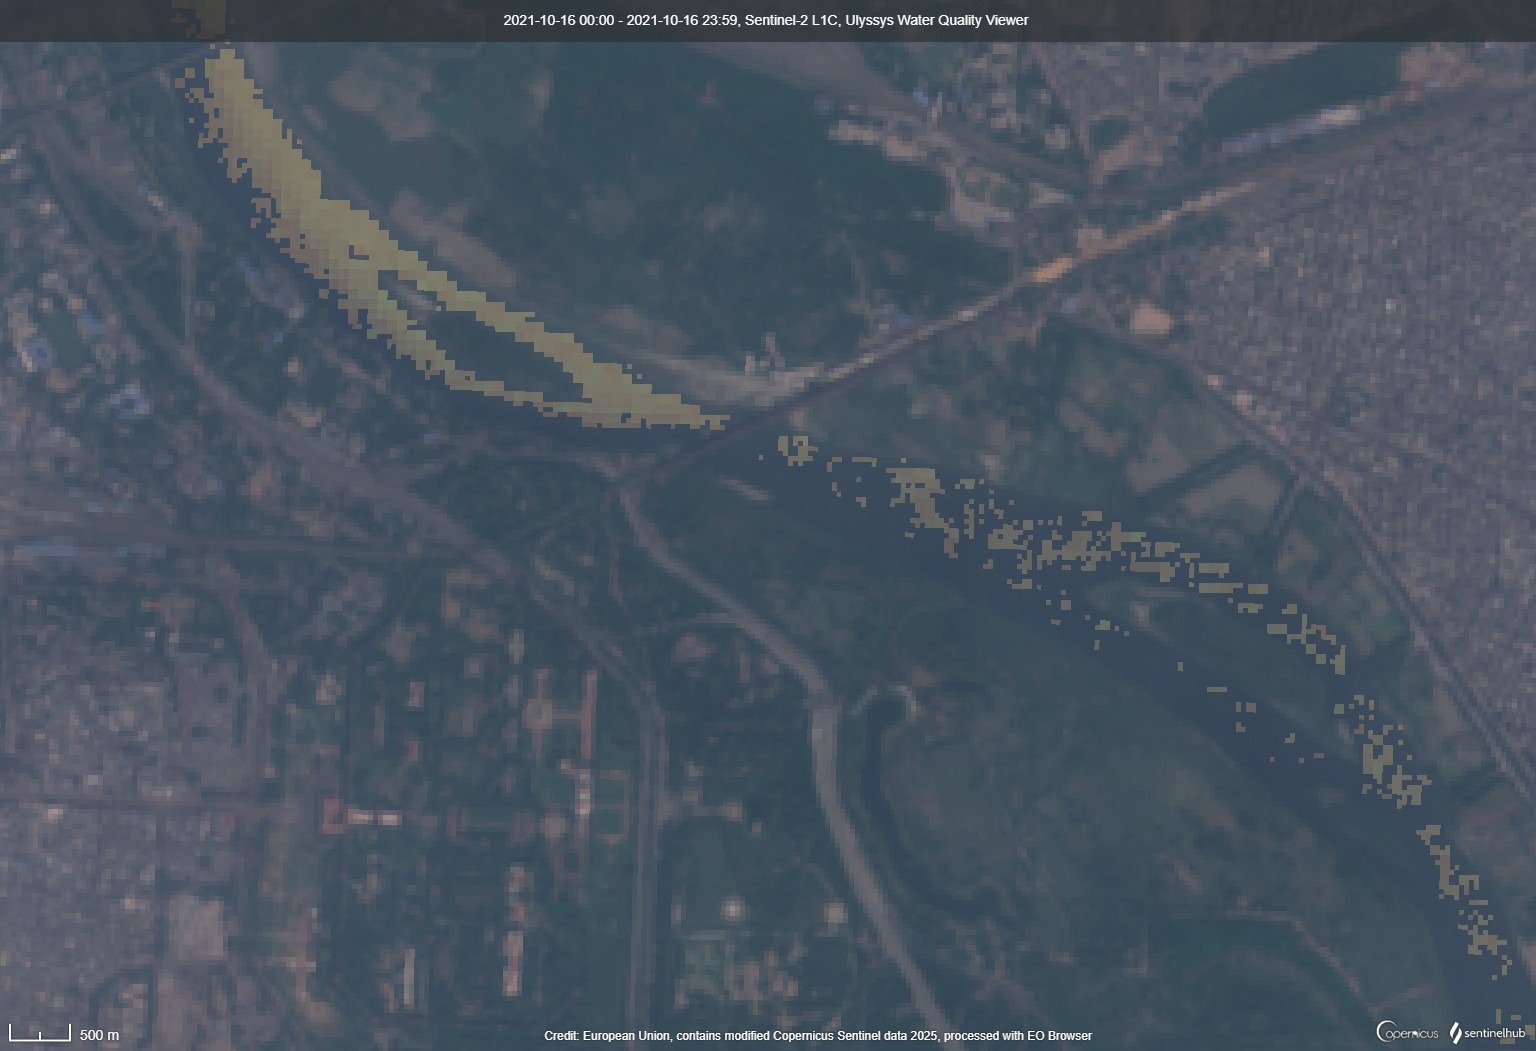 2021-10-16 00:00 - 2021-10-16 23:59, Sentinel-2 L1C, Ulyssys Water Quality Viewer
500 m
Credit: European Union, contains modified Copernicus Sentinel data 2025, processed with EO Browser
opernicus
sentinelhub